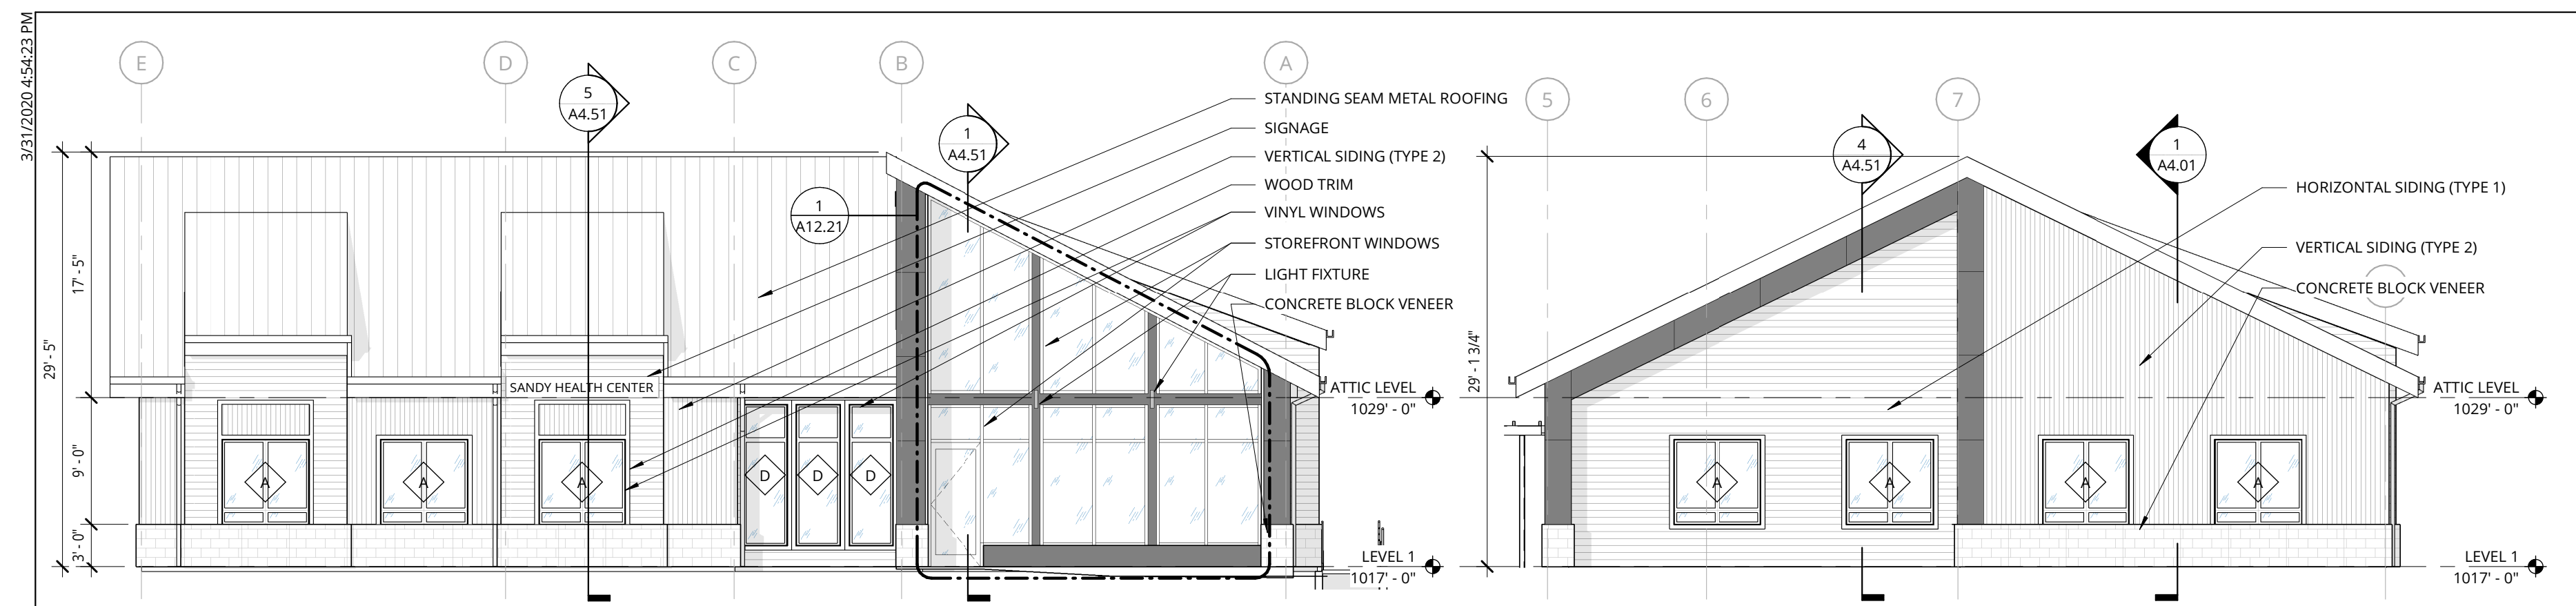 3/31/2020 4:54:23 PM
E
D
C
B
A
5
A4.51
1
A4.51
1
A12.21
STANDING SEAM METAL ROOFING
SIGNAGE
VERTICAL SIDING (TYPE 2)
WOOD TRIM
VINYL WINDOWS
STOREFRONT WINDOWS
LIGHT FIXTURE
CONCRETE BLOCK VENEER
29' - 5"
17' - 5"
9' - 0"
3' - 0"
SANDY HEALTH CENTER
A
A
A
D
D
D
ATTIC LEVEL
1029' - 0"
LEVEL 1
1017' - 0"
5
6
7
4
A4.51
1
A4.01
HORIZONTAL SIDING (TYPE 1)
VERTICAL SIDING (TYPE 2)
CONCRETE BLOCK VENEER
29' - 1 3/4"
A
A
A
A
ATTIC LEVEL
1029' - 0"
LEVEL 1
1017' - 0"